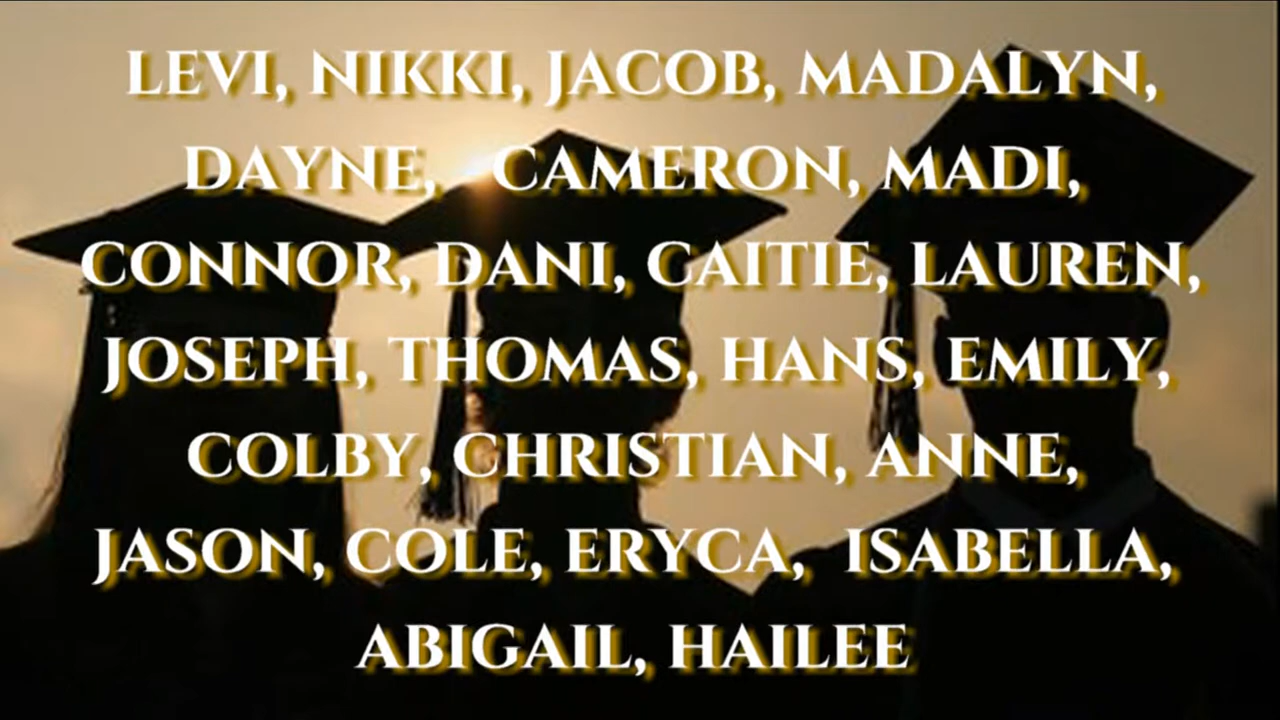 LEVI, NIKKI, JACOB, MADALYN,
DAYNE, CAMERON, MADI,
CONNOR, DANI, CAITIE, LAUREN,
JOSEPH, THOMAS, HANS, EMILY,
COLBY, CHRISTIAN, ANNE,
JASON, COLE, ERYCA, ISABELLA,
ABIGAIL, HAILEE